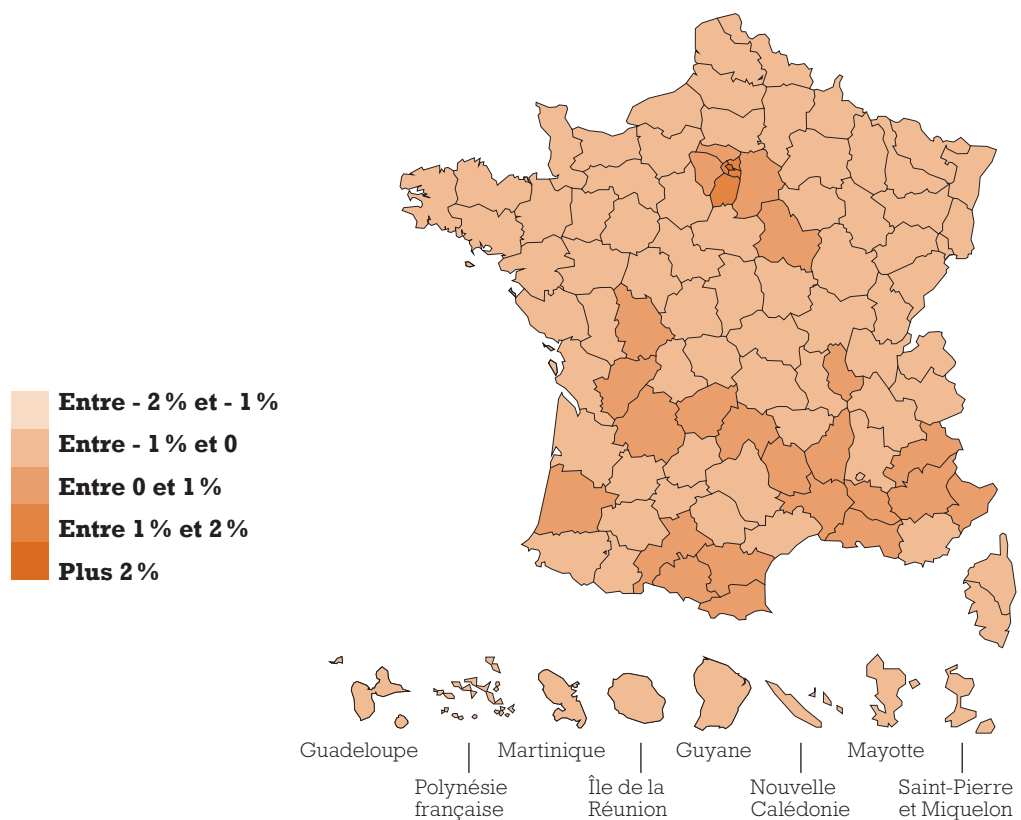 Entre - 2 % et - 1 %
Entre - 1 % et 0
Entre 0 et 1 %
Entre 1 % et 2 %
Plus 2 %
Guadeloupe
Martinique
Guyane
Mayotte
Polynésie
française
Île de la
Réunion
Nouvelle
Calédonie
Saint-Pierre
et Miquelon